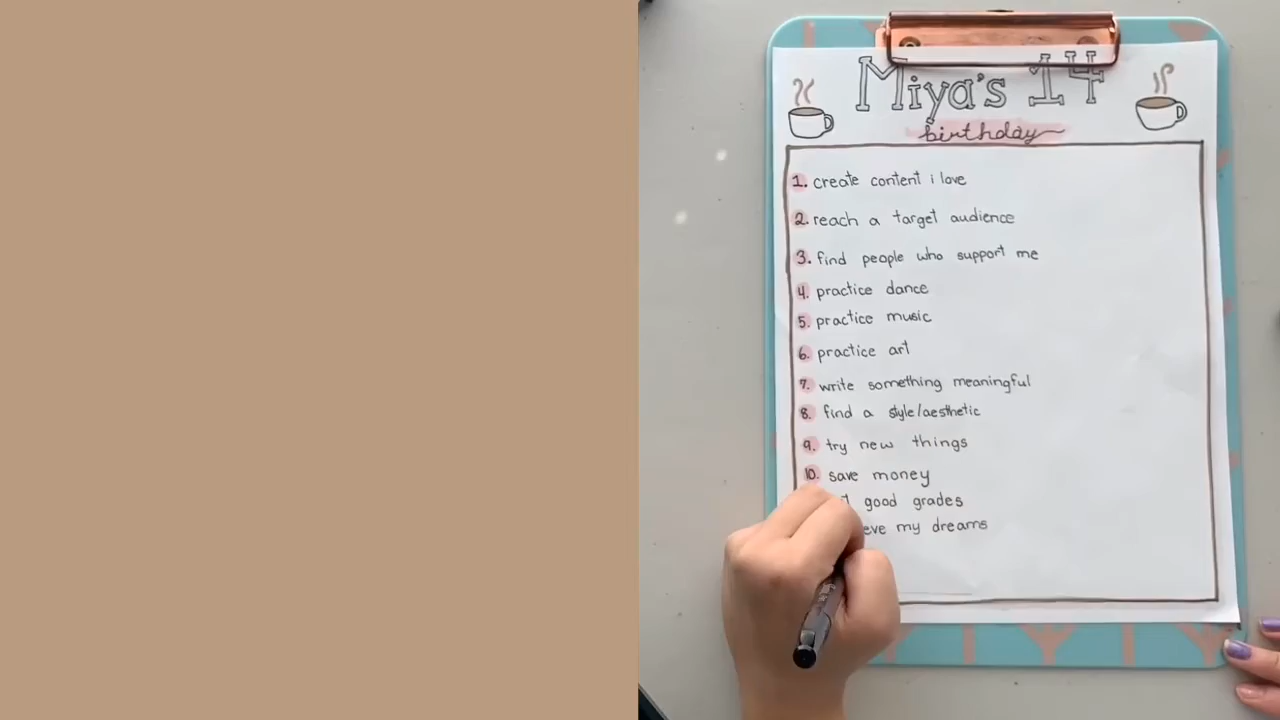 Miya's 14
birthday
1. create content i love
2. reach a target audience
3. find people who support me
4. practice dance
5. practice music
6. practice art
7. write something meaningful
8. find a style/aesthetic
9. try new things
10. save money
good grades
my dreams